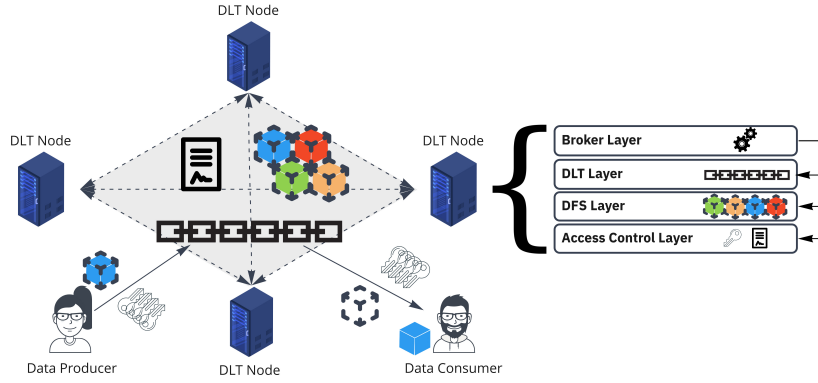 DLT Node
DLT Node
DLT Node
Broker Layer
DLT Layer
DFS Layer
Access Control Layer
Data Producer
DLT Node
Data Consumer